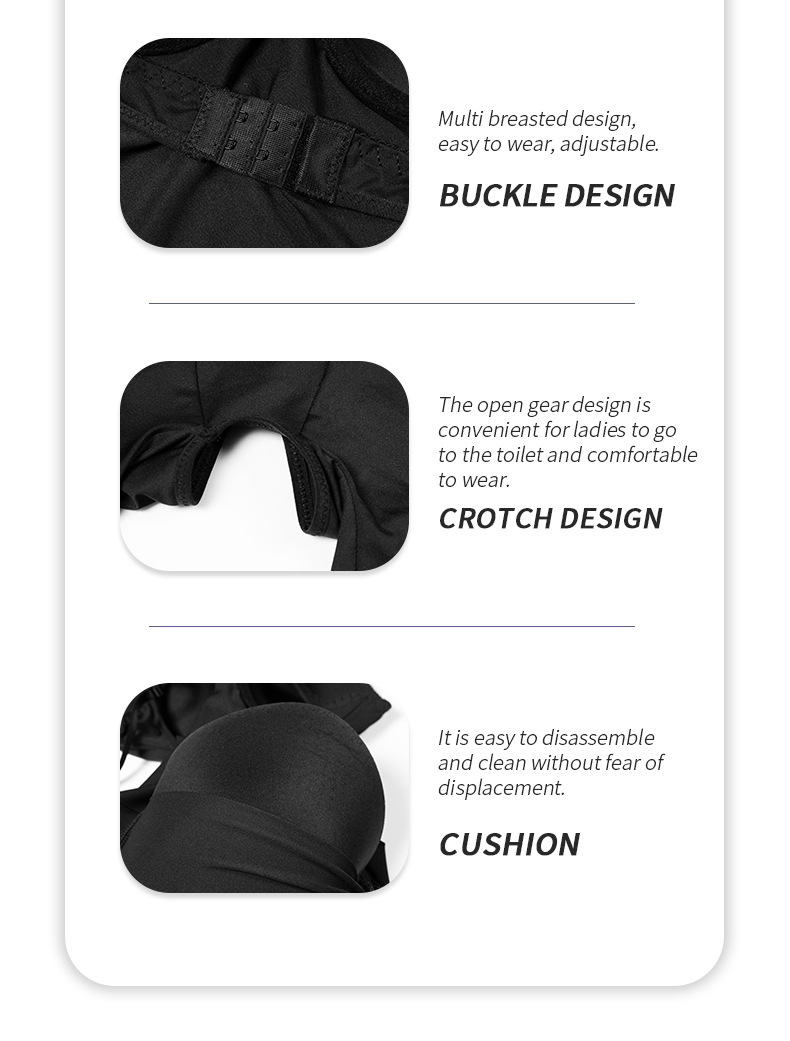 Multi breasted design,
easy to wear, adjustable.
BUCKLE DESIGN
The open gear design is
convenient for ladies to go
to the toilet and comfortable
to wear.
CROTCH DESIGN
It is easy to disassemble
and clean without fear of
displacement.
CUSHION